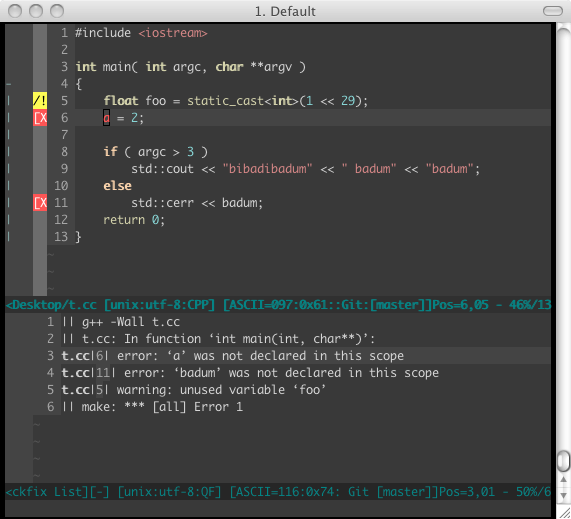 1. Default
1 #include <iostream>
2
3 int main( int argc, char **argv )
- 4 {
| /! 5 float foo = static_cast<int>(1 << 29);
| [X 6 a = 2;
| 7
| 8 if ( argc > 3 )
| 9 std::cout << "bibadibadum" << " badum" << "badum";
| 10 else
| [X 11 std::cerr << badum;
| 12 return 0;
| 13 }
~
~
~
<Desktop/t.cc [unix:utf-8:CPP] [ASCII=097:0x61::Git:[master]]Pos=6,05 - 46%/13
1 || g++ -Wall t.cc
2 || t.cc: In function ‘int main(int, char**)’:
3 t.cc|6| error: ‘a’ was not declared in this scope
4 t.cc|11| error: ‘badum’ was not declared in this scope
5 t.cc|5| warning: unused variable ‘foo’
6 || make: *** [all] Error 1
~
~
~
~
<ckfix List][-] [unix:utf-8:QF] [ASCII=116:0x74: Git [master]]Pos=3,01 - 50%/6